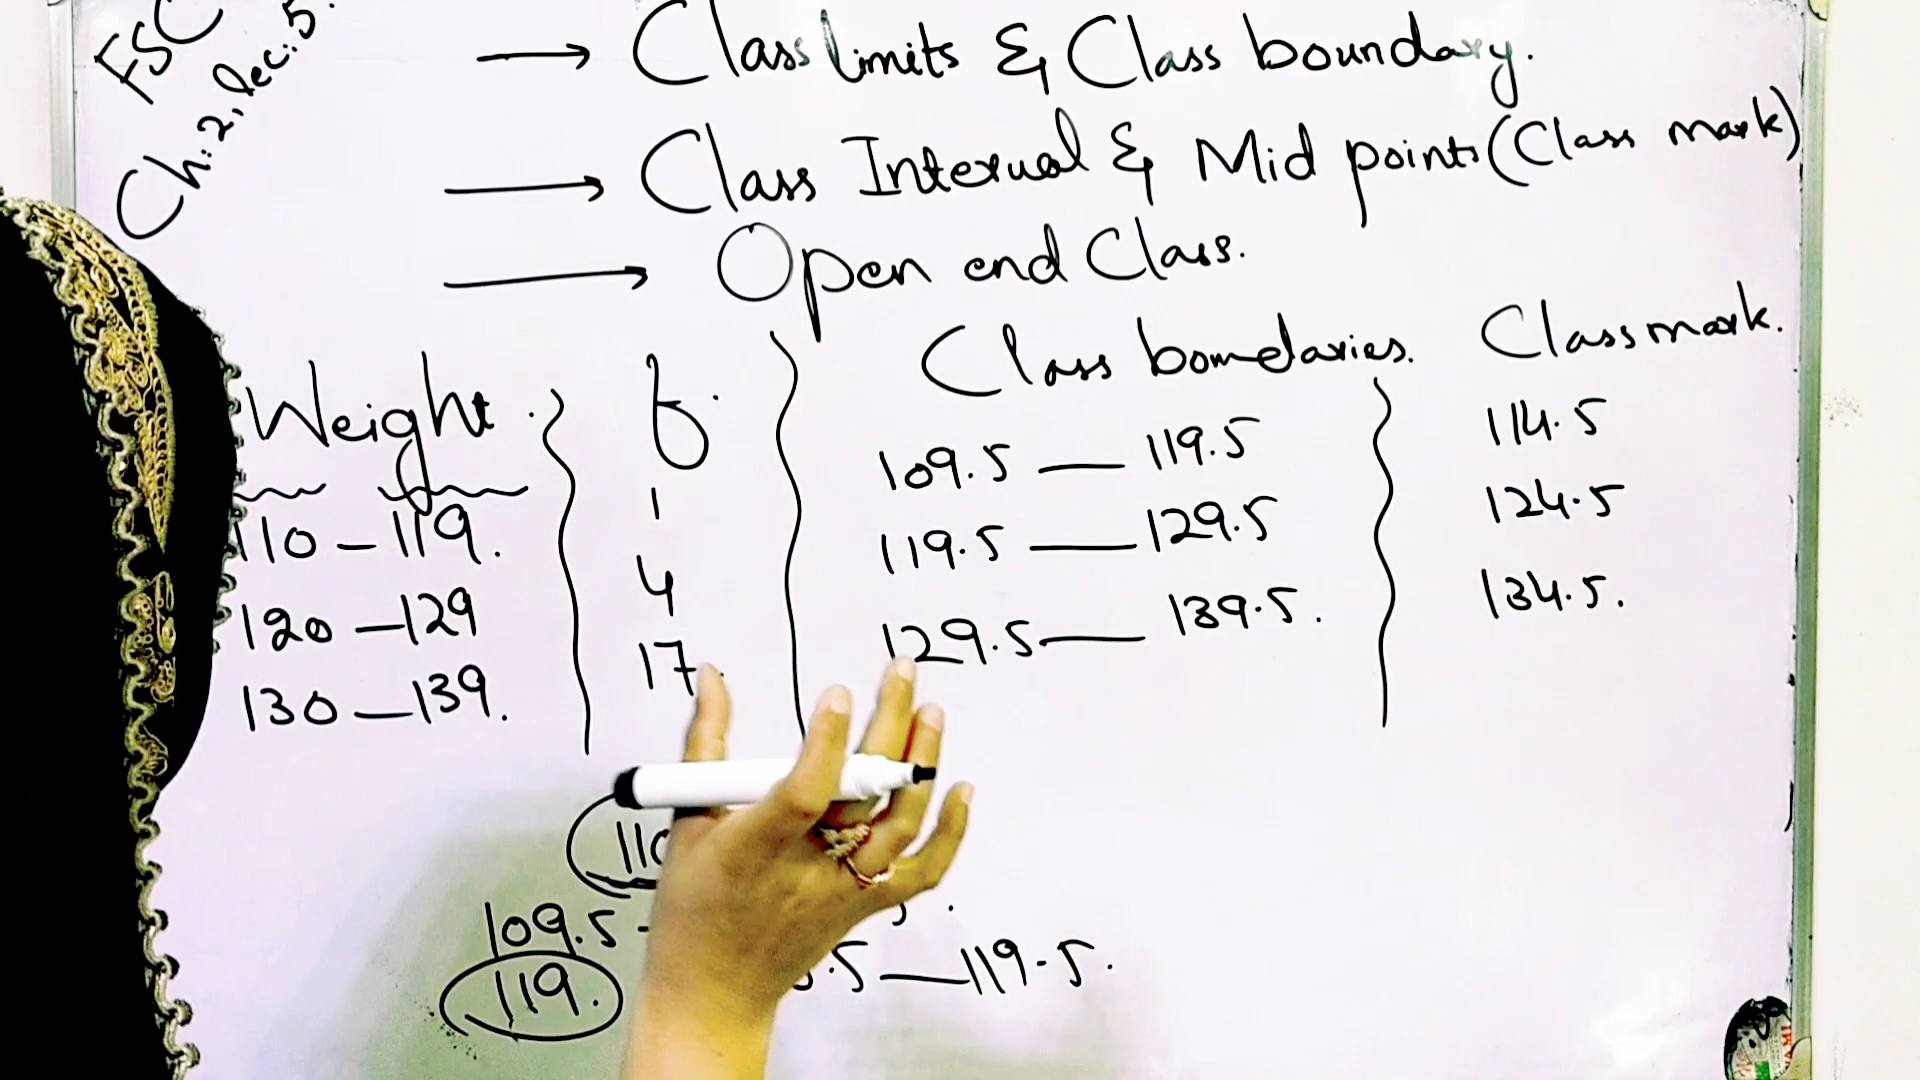 FSC
Ch:2, Lec:5.
→ Class limits & Class boundary.
→ Class Interval & Mid points (Class mark)
→ Open end Class.
Weight. f. Class boundaries. Class mark.
110 – 119. 1 109.5 — 119.5 114.5
120 – 129 4 119.5 — 129.5 124.5
130 – 139. 17. 129.5 — 139.5. 134.5.
109.5 -
119. .5 — 119.5.